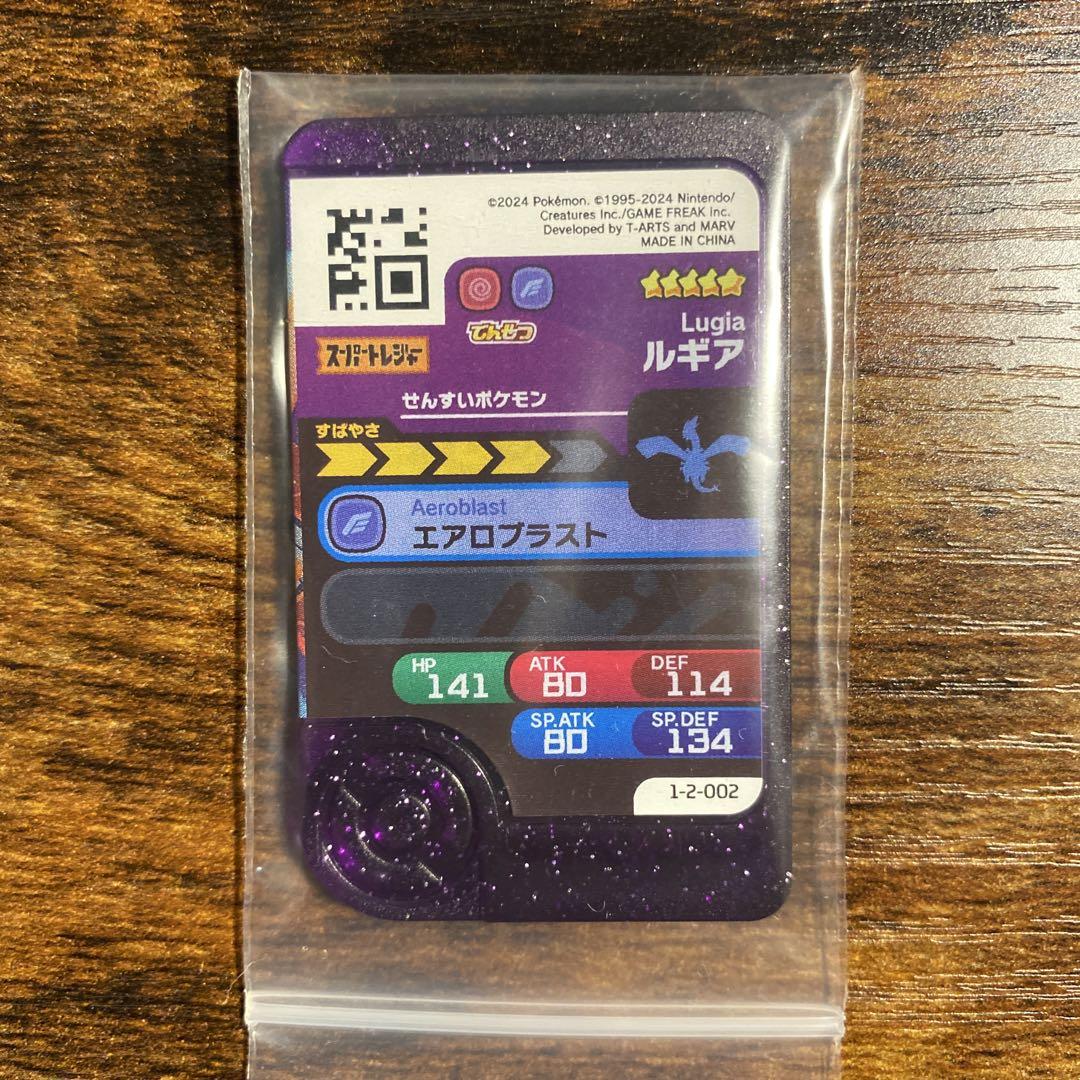 ©2024 Pokémon. ©1995-2024 Nintendo/
Creatures Inc./GAME FREAK inc.
Developed by T-ARTS and MARV
MADE IN CHINA
でんせつ
Lugia
スーパートレジャー
ルギア
せんすいポケモン
すばやさ
Aeroblast
エアロブラスト
HP
141
ATK
80
DEF
114
SP.ATK
80
SP.DEF
134
1-2-002